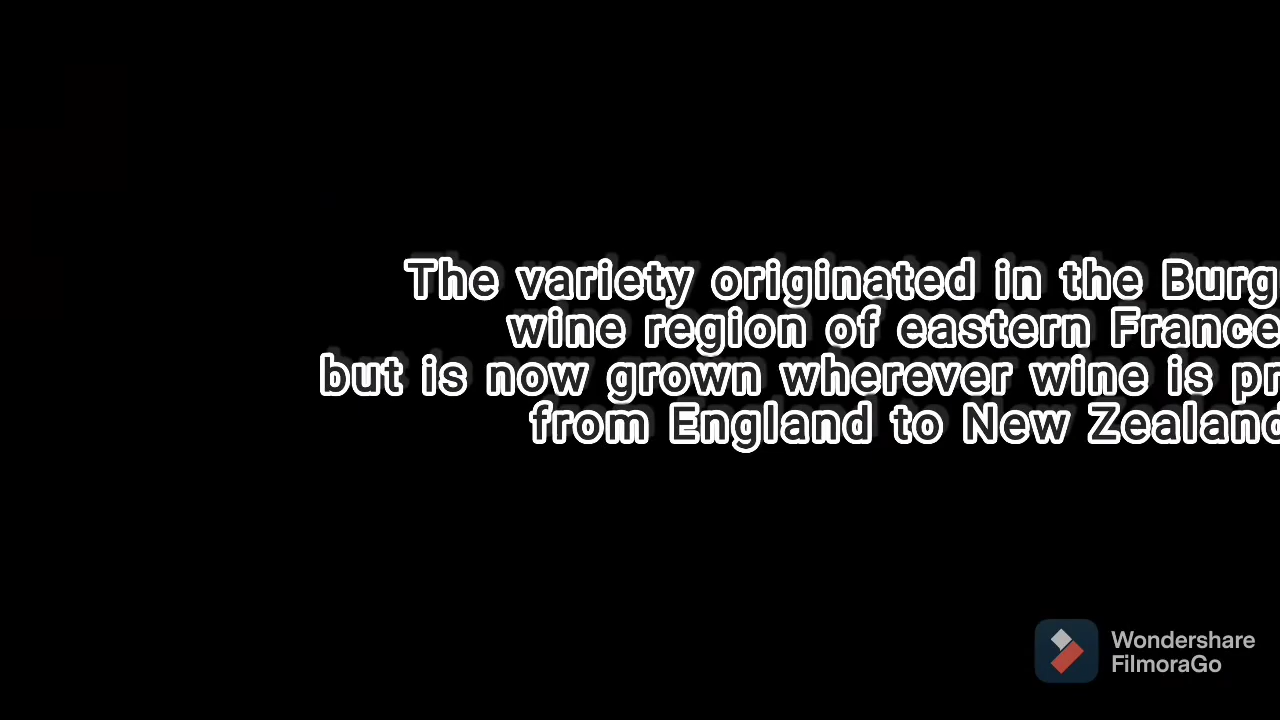 The variety originated in the Burg
wine region of eastern France
but is now grown wherever wine is pr
from England to New Zealand
Wondershare
FilmoraGo